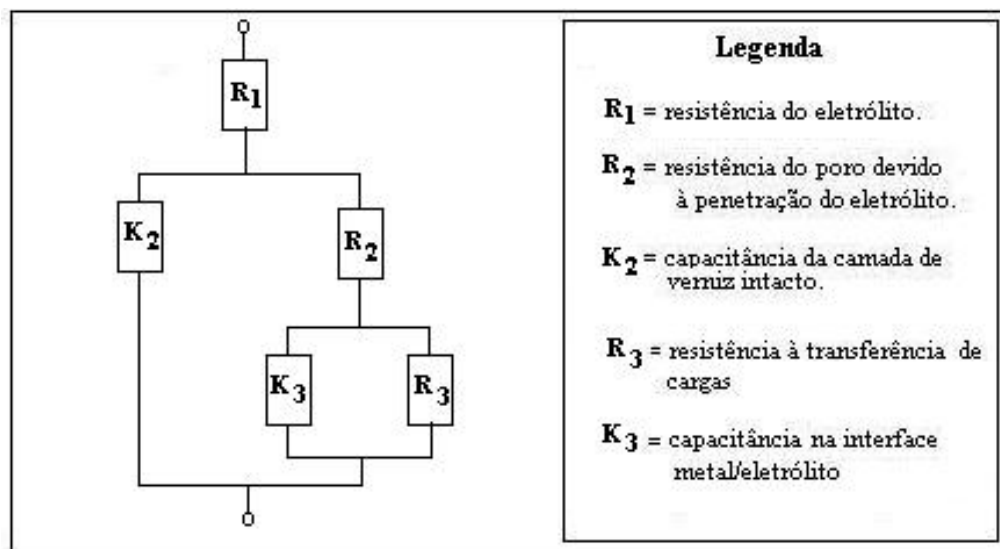 R1
K2
R2
K3
R3
Legenda
R1 = resistência do eletrólito.
R2 = resistência do poro devido
à penetração do eletrólito.
K2 = capacitância da camada de
verniz intacto.
R3 = resistência à transferência de
cargas
K3 = capacitância na interface
metal/eletrólito